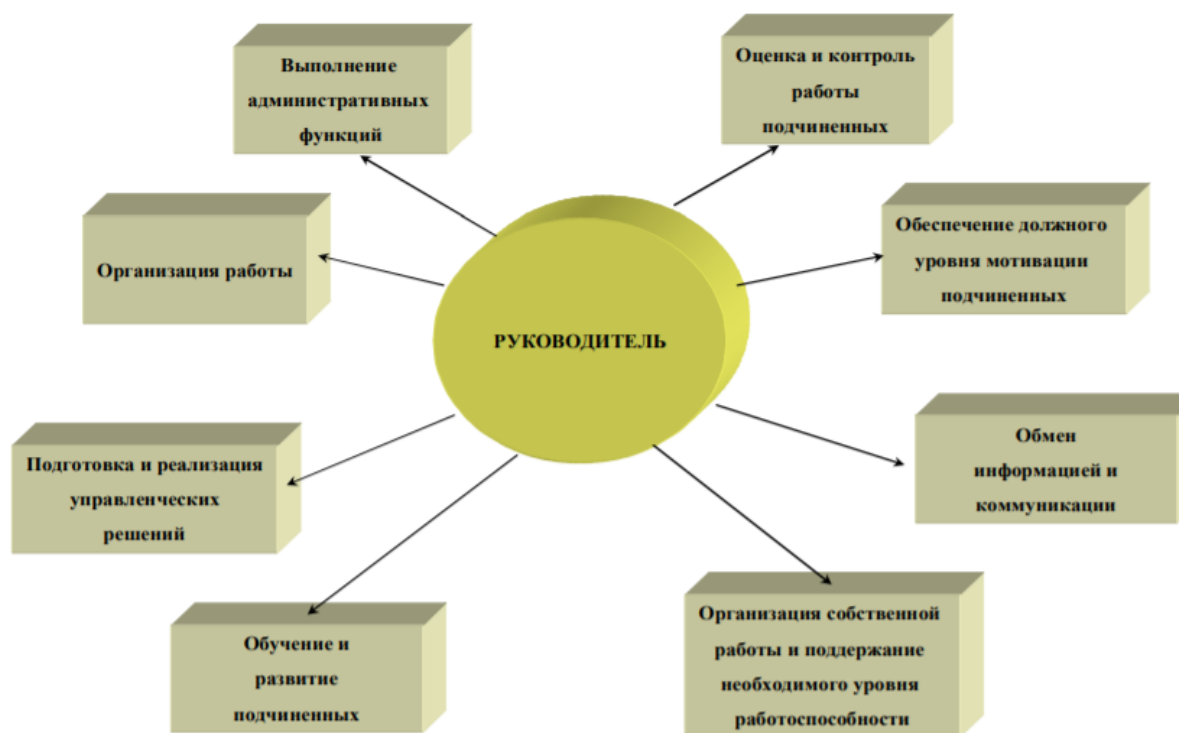 Выполнение
административных
функций
Оценка и контроль
работы
подчиненных
Организация работы
Обеспечение должного
уровня мотивации
подчиненных
РУКОВОДИТЕЛЬ
Подготовка и реализация
управленческих
решений
Обмен
информацией и
коммуникации
Обучение и
развитие
подчиненных
Организация собственной
работы и поддержание
необходимого уровня
работоспособности